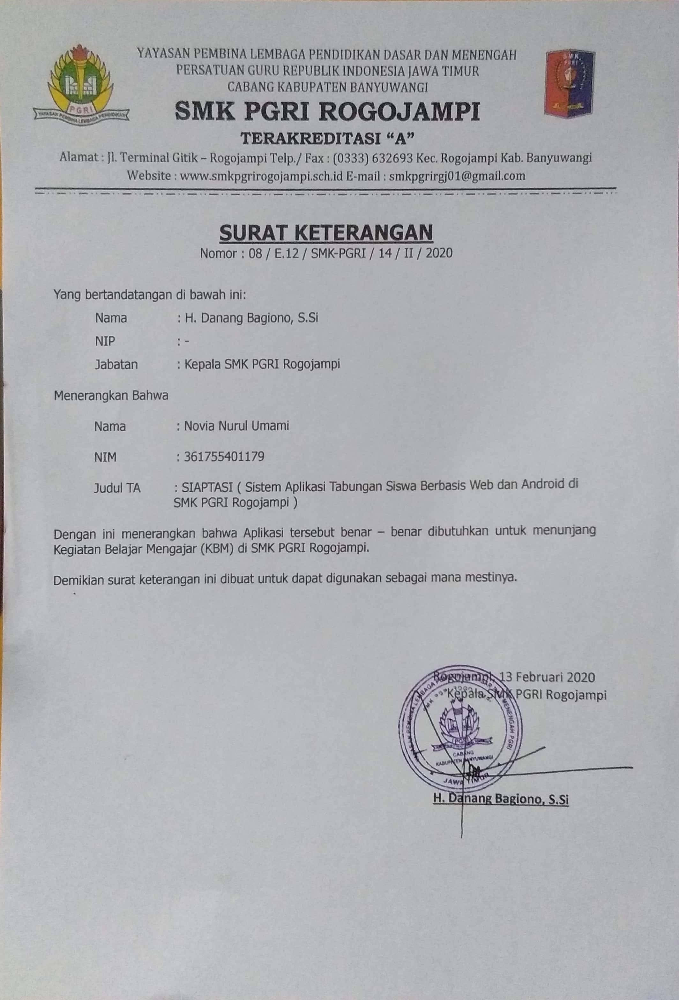 YAYASAN PEMBINA LEMBAGA PENDIDIKAN DASAR DAN MENENGAH
PERSATUAN GURU REPUBLIK INDONESIA JAWA TIMUR
CABANG KABUPATEN BANYUWANGI
SMK PGRI ROGOJAMPI
TERAKREDITASI “A”
Alamat : Jl. Terminal Gitik – Rogojampi Telp./ Fax : (0333) 632693 Kec. Rogojampi Kab. Banyuwangi
Website : www.smkpgrirogojampi.sch.id E-mail : smkpgrirgj01@gmail.com
PGRI
YAYASAN PEMBINA LEMBAGA PENDIDIKAN
SMK
PGRI
SURAT KETERANGAN
Nomor : 08 / E.12 / SMK-PGRI / 14 / II / 2020
Yang bertandatangan di bawah ini:
Nama : H. Danang Bagiono, S.Si
NIP : -
Jabatan : Kepala SMK PGRI Rogojampi
Menerangkan Bahwa
Nama : Novia Nurul Umami
NIM : 361755401179
Judul TA : SIAPTASI ( Sistem Aplikasi Tabungan Siswa Berbasis Web dan Android di
SMK PGRI Rogojampi )
Dengan ini menerangkan bahwa Aplikasi tersebut benar – benar dibutuhkan untuk menunjang
Kegiatan Belajar Mengajar (KBM) di SMK PGRI Rogojampi.
Demikian surat keterangan ini dibuat untuk dapat digunakan sebagai mana mestinya.
Rogojampi, 13 Februari 2020
Kepala SMK PGRI Rogojampi
LEMBAGA MENENGAH PGRI
SMK
PGRI
CABANG
KABUPATEN BANYUWANGI
JAWA TIMUR
H. Danang Bagiono, S.Si